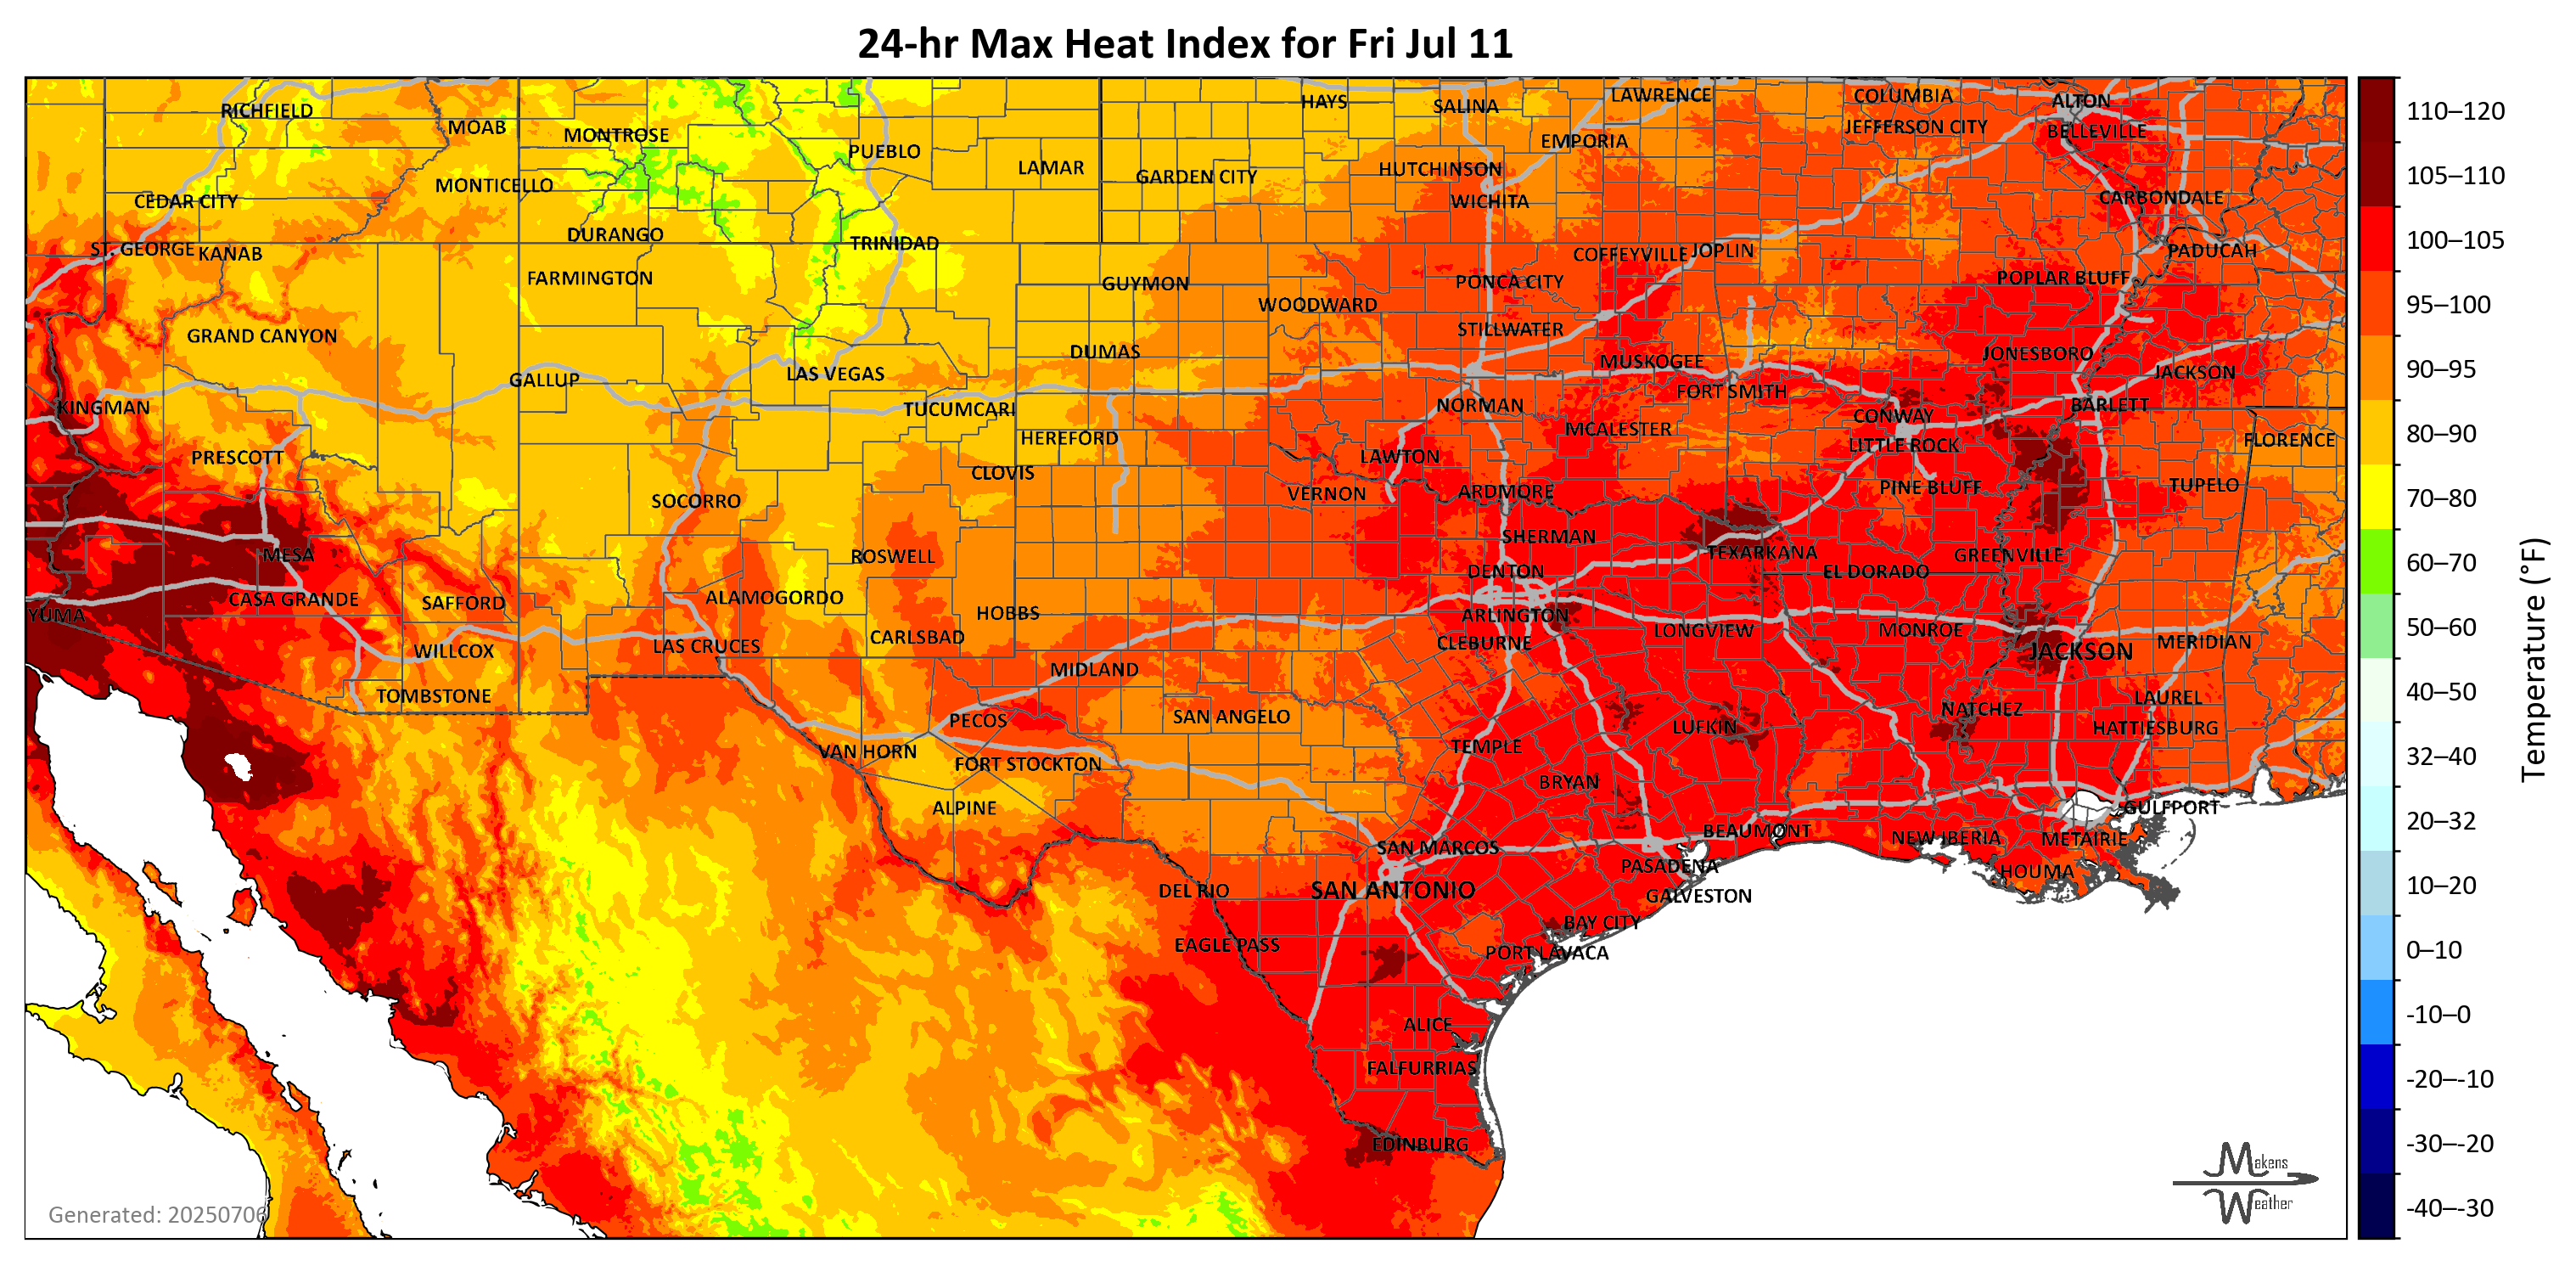 24-hr Max Heat Index for Fri Jul 11
RICHFIELD
MOAB
MONTROSE
PUEBLO
LAMAR
HAYS
SALINA
LAWRENCE
COLUMBIA
ALTON
JEFFERSON CITY
BELLEVILLE
EMPORIA
HUTCHINSON
GARDEN CITY
MONTICELLO
CEDAR CITY
WICHITA
CARBONDALE
DURANGO
TRINIDAD
ST. GEORGE
KANAB
COFFEYVILLE
JOPLIN
PADUCAH
FARMINGTON
GUYMON
PONCA CITY
POPLAR BLUFF
WOODWARD
STILLWATER
GRAND CANYON
DUMAS
MUSKOGEE
JONESBORO
JACKSON
GALLUP
LAS VEGAS
FORT SMITH
KINGMAN
TUCUMCARI
NORMAN
CONWAY
BARLETT
HEREFORD
MCALESTER
LITTLE ROCK
FLORENCE
PRESCOTT
CLOVIS
LAWTON
SOCORRO
VERNON
ARDMORE
PINE BLUFF
TUPELO
SHERMAN
MESA
ROSWELL
TEXARKANA
GREENVILLE
DENTON
EL DORADO
CASA GRANDE
SAFFORD
ALAMOGORDO
HOBBS
YUMA
ARLINGTON
LAS CRUCES
CARLSBAD
CLEBURNE
LONGVIEW
MONROE
MERIDIAN
WILLCOX
JACKSON
MIDLAND
TOMBSTONE
LAUREL
PECOS
SAN ANGELO
LUFKIN
NATCHEZ
HATTIESBURG
VAN HORN
FORT STOCKTON
TEMPLE
BRYAN
ALPINE
GULFPORT
BEAUMONT
NEW IBERIA
METAIRIE
SAN MARCOS
PASADENA
HOUMA
DEL RIO
SAN ANTONIO
GALVESTON
BAY CITY
EAGLE PASS
PORT LAVACA
ALICE
FALFURRIAS
EDINBURG
Generated: 20250706
Makens
Weather
110–120
105–110
100–105
95–100
90–95
80–90
70–80
60–70
50–60
40–50
32–40
20–32
10–20
0–10
-10–0
-20–-10
-30–-20
-40–-30
Temperature (°F)